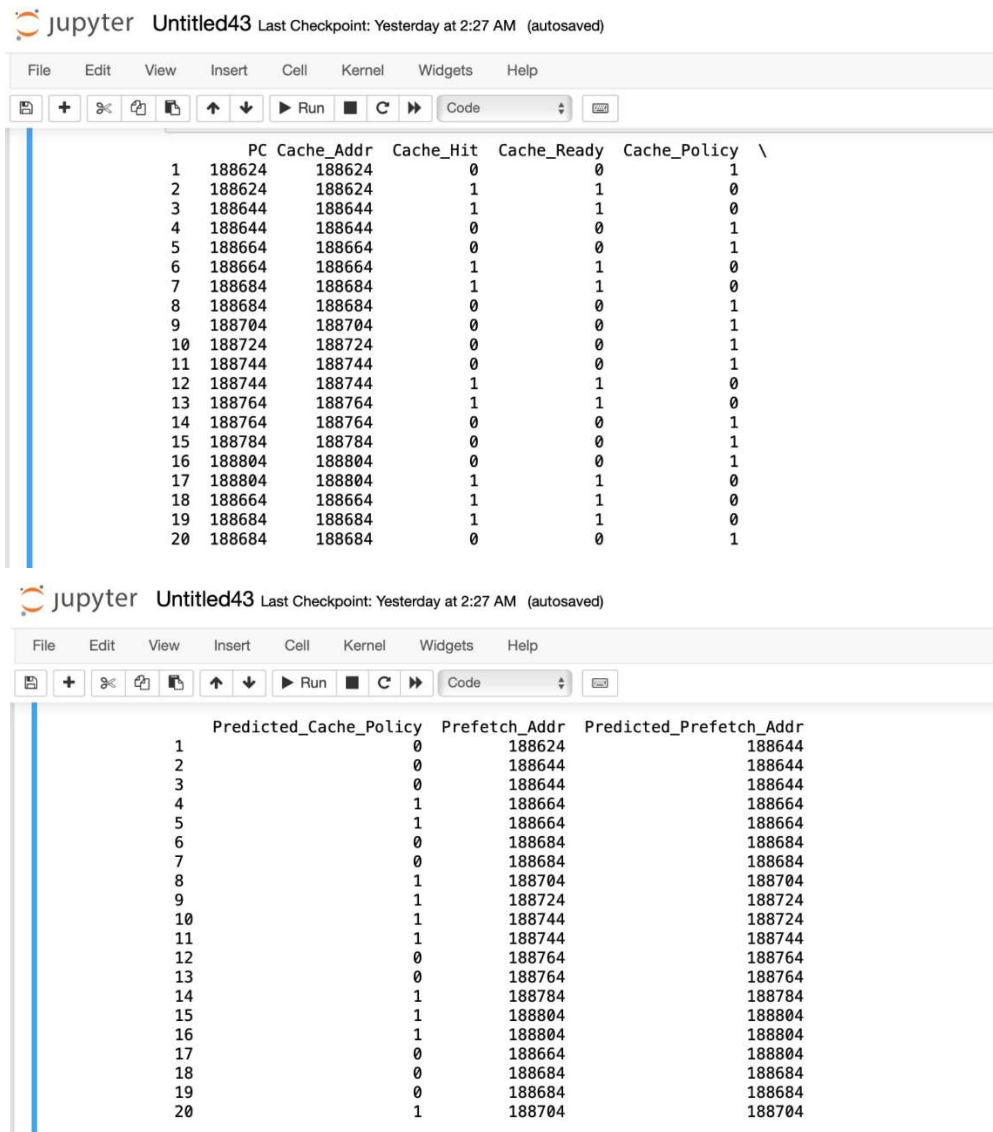 jupyter Untitled43 Last Checkpoint: Yesterday at 2:27 AM (autosaved)
File Edit View Insert Cell Kernel Widgets Help
Run Code
PC Cache_Addr Cache_Hit Cache_Ready Cache_Policy \
1 188624 188624 0 0 1
2 188624 188624 1 1 0
3 188644 188644 1 1 0
4 188644 188644 0 0 1
5 188664 188664 0 0 1
6 188664 188664 1 1 0
7 188684 188684 1 1 0
8 188684 188684 0 0 1
9 188704 188704 0 0 1
10 188724 188724 0 0 1
11 188744 188744 0 0 1
12 188744 188744 1 1 0
13 188764 188764 1 1 0
14 188764 188764 0 0 1
15 188784 188784 0 0 1
16 188804 188804 0 0 1
17 188804 188804 1 1 0
18 188664 188664 1 1 0
19 188684 188684 1 1 0
20 188684 188684 0 0 1
jupyter Untitled43 Last Checkpoint: Yesterday at 2:27 AM (autosaved)
File Edit View Insert Cell Kernel Widgets Help
Run Code
Predicted_Cache_Policy Prefetch_Addr Predicted_Prefetch_Addr
1 0 188624 188644
2 0 188644 188644
3 0 188644 188644
4 1 188664 188664
5 1 188664 188664
6 0 188684 188684
7 0 188684 188684
8 1 188704 188704
9 1 188724 188724
10 1 188744 188724
11 1 188744 188744
12 0 188764 188764
13 0 188764 188764
14 1 188784 188784
15 1 188804 188804
16 1 188804 188804
17 0 188664 188804
18 0 188684 188684
19 0 188684 188684
20 1 188704 188704